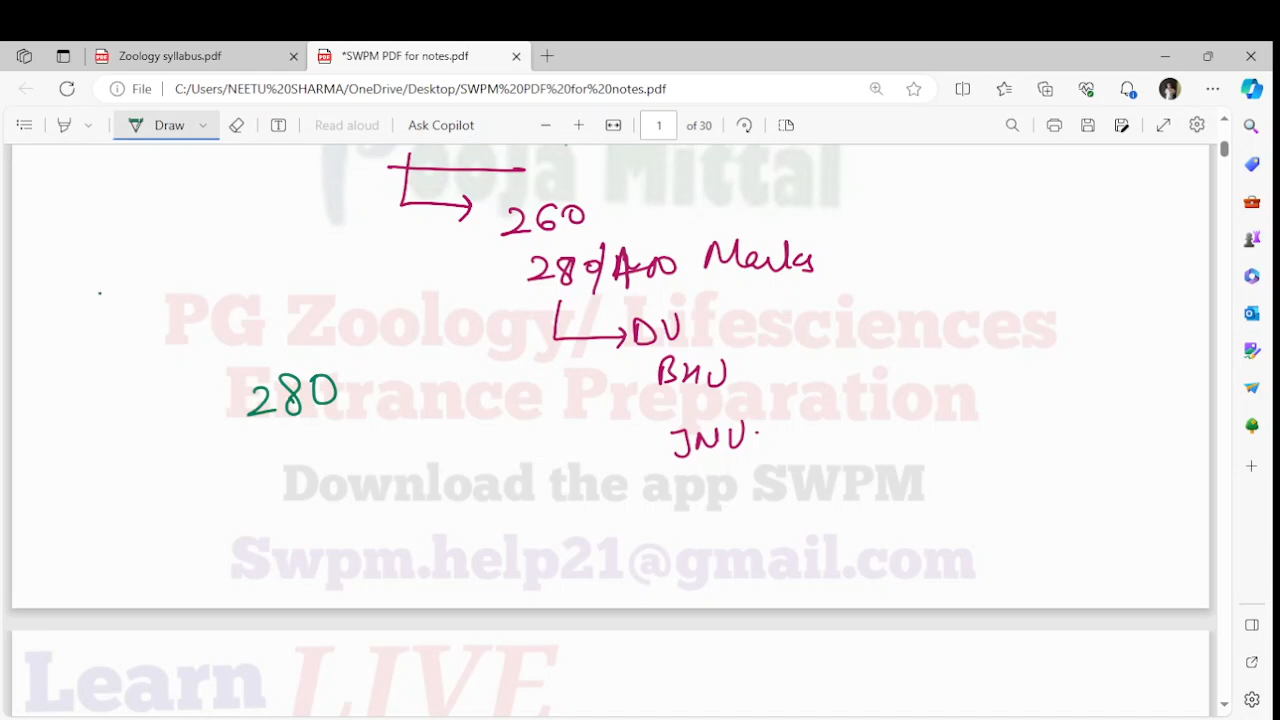 Zoology syllabus.pdf
*SWPM PDF for notes.pdf
File
C:/Users/NEETU%20SHARMA/OneDrive/Desktop/SWPM%20PDF%20for%20notes.pdf
Draw
Read aloud
Ask Copilot
1
of 30
ooja Mittal
260
280/400 Marks
DU
BHU
280
JNU
PG Zoology/ Lifesciences
Entrance Preparation
Download the app SWPM
Swpm.help21@gmail.com
Learn LIVE